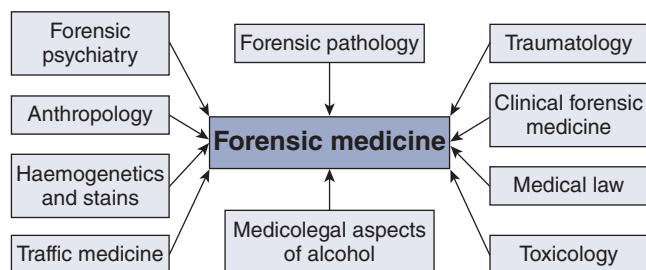 Forensic
psychiatry
Forensic pathology
Traumatology
Anthropology
Clinical forensic
medicine
Forensic medicine
Haemogenetics
and stains
Medical law
Traffic medicine
Medicolegal aspects
of alcohol
Toxicology